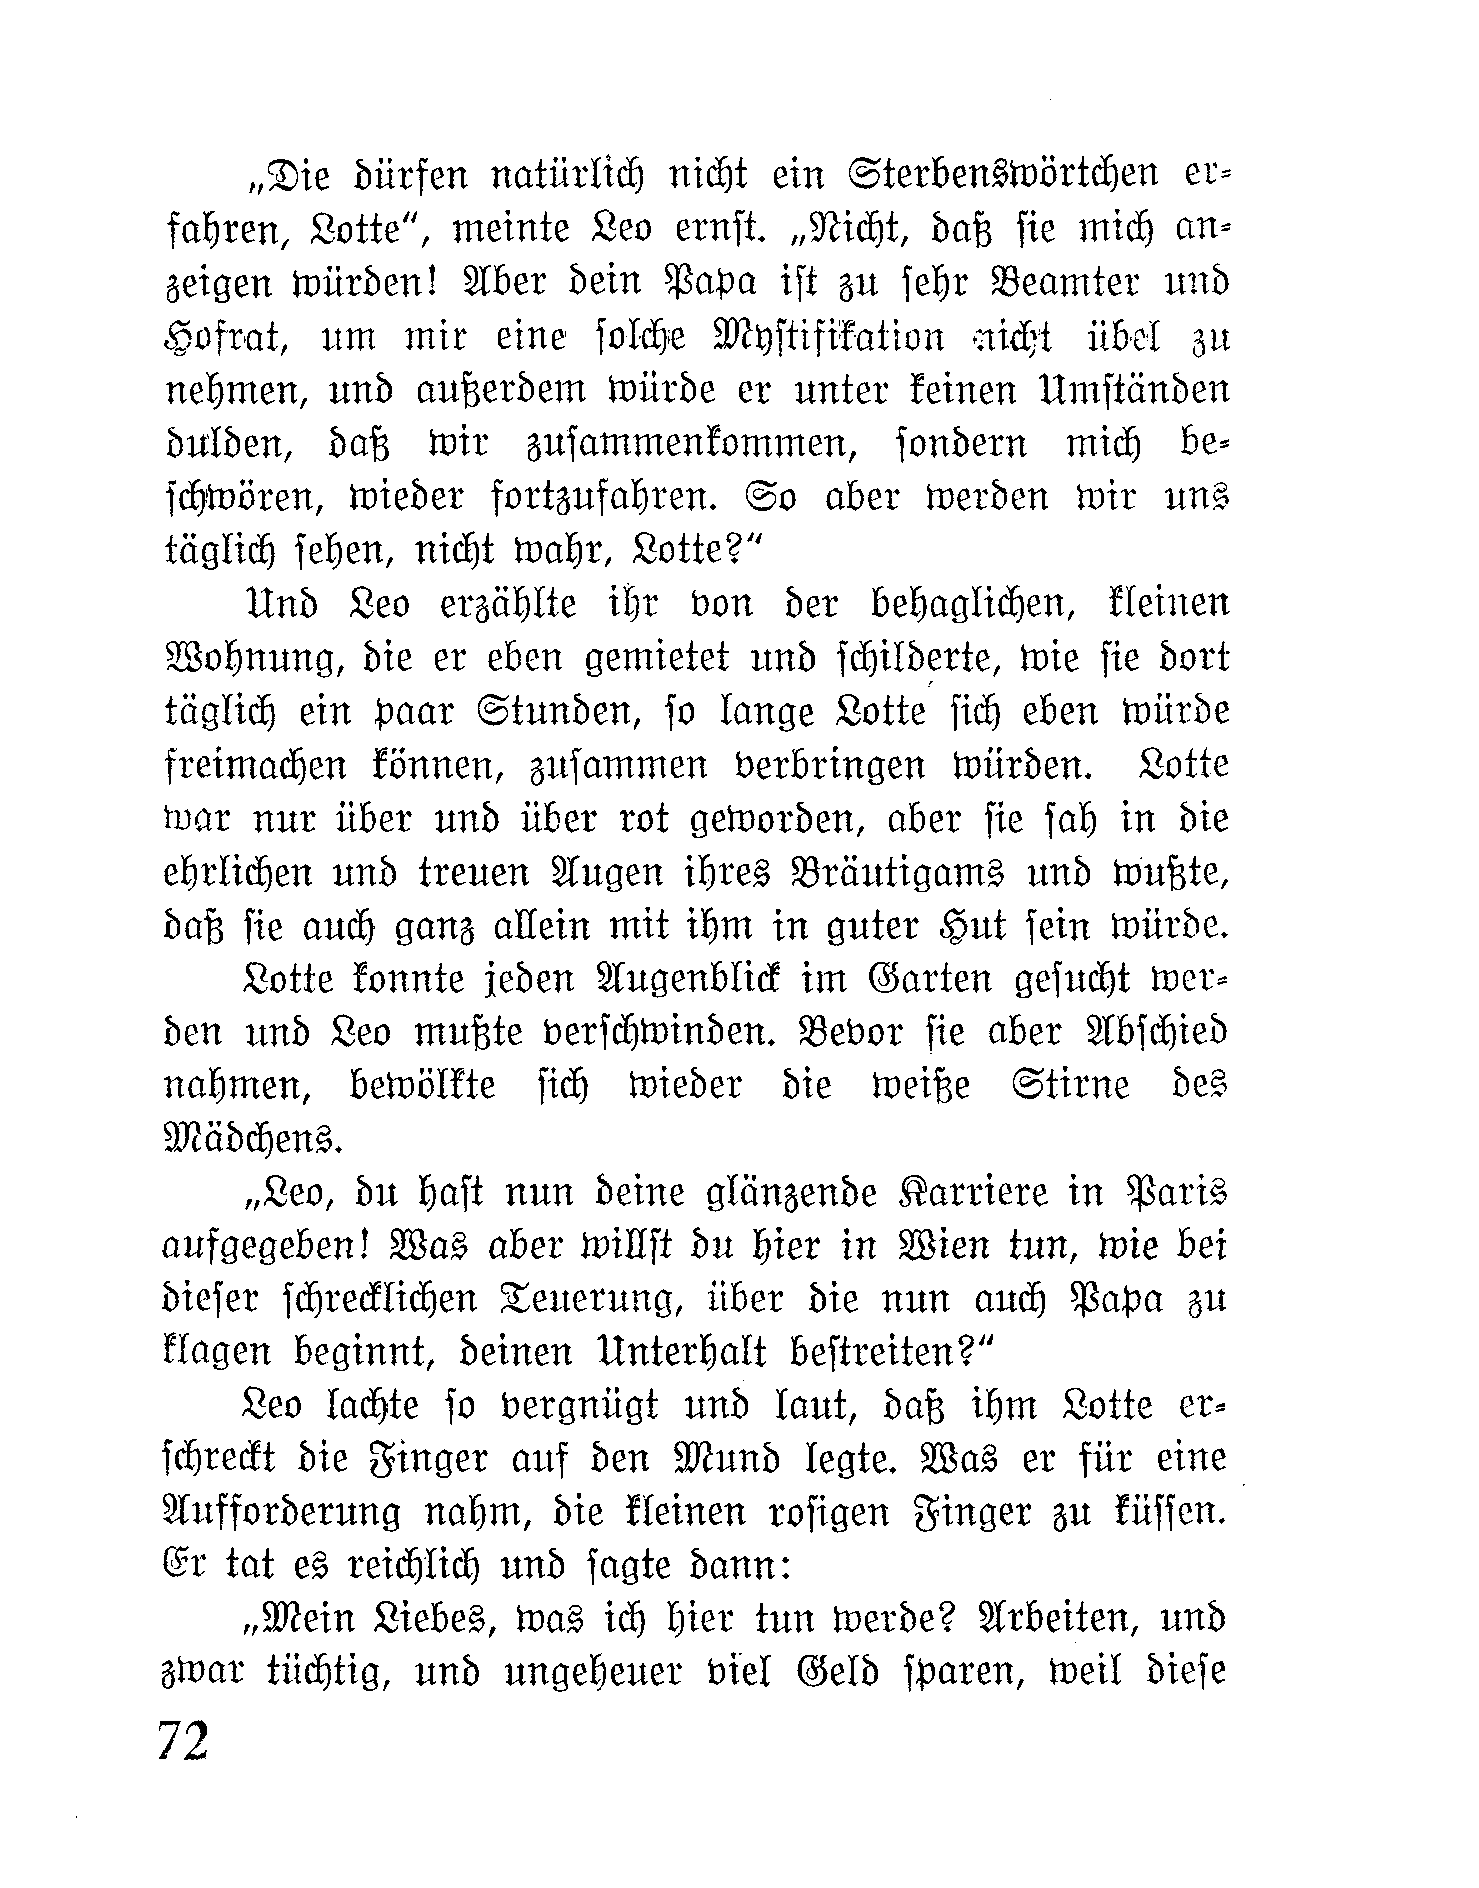 „Die dürfen natürlich nicht ein Sterbenswörtchen er-
fahren, Lotte“, meinte Leo ernst. „Nicht, daß sie mich an-
zeigen würden! Aber dein Papa ist zu sehr Beamter und
Hofrat, um mir eine solche Mystifikation nicht übel zu
nehmen, und außerdem würde er unter keinen Umständen
dulden, daß wir zusammenkommen, sondern mich be-
schwören, wieder fortzufahren. So aber werden wir uns
täglich sehen, nicht wahr, Lotte?“
Und Leo erzählte ihr von der behaglichen, kleinen
Wohnung, die er eben gemietet und schilderte, wie sie dort
täglich ein paar Stunden, so lange Lotte sich eben würde
freimachen können, zusammen verbringen würden. Lotte
war nur über und über rot geworden, aber sie sah in die
ehrlichen und treuen Augen ihres Bräutigams und wußte,
daß sie auch ganz allein mit ihm in guter Hut sein würde.
Lotte konnte jeden Augenblick im Garten gesucht wer-
den und Leo mußte verschwinden. Bevor sie aber Abschied
nahmen, bewölkte sich wieder die weiße Stirne des
Mädchens.
„Leo, du hast nun deine glänzende Karriere in Paris
aufgegeben! Was aber willst du hier in Wien tun, wie bei
dieser schrecklichen Teuerung, über die nun auch Papa zu
klagen beginnt, deinen Unterhalt bestreiten?“
Leo lachte so vergnügt und laut, daß ihm Lotte er-
schreckt die Finger auf den Mund legte. Was er für eine
Aufforderung nahm, die kleinen rosigen Finger zu küssen.
Er tat es reichlich und sagte dann:
„Mein Liebes, was ich hier tun werde? Arbeiten, und
zwar tüchtig, und ungeheuer viel Geld sparen, weil diese
72